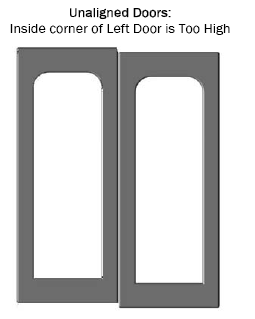 Unaligned Doors:
Inside corner of Left Door is Too High